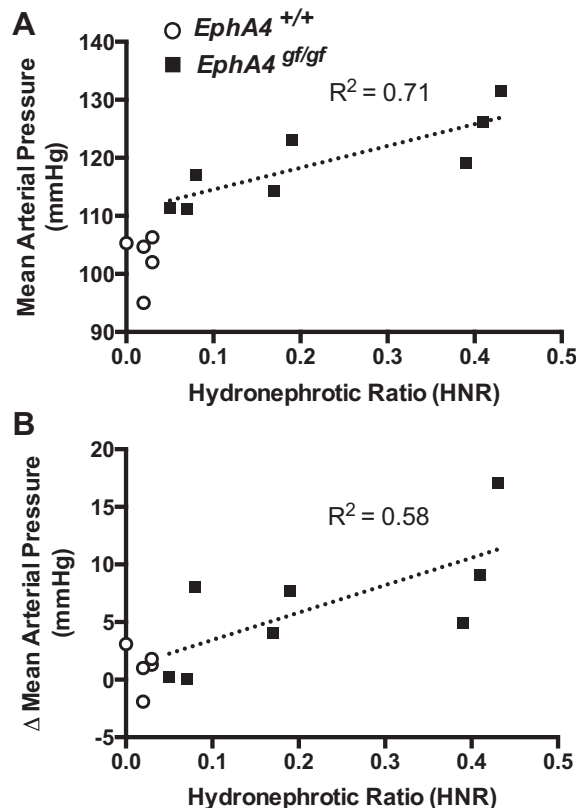 A
EphA4 +/+
EphA4 gf/gf
R2 = 0.71
140
130
120
110
100
90
Mean Arterial Pressure
(mmHg)
0.0 0.1 0.2 0.3 0.4 0.5
Hydronephrotic Ratio (HNR)
B
R2 = 0.58
20
15
10
5
0
-5
Δ Mean Arterial Pressure
(mmHg)
0.0 0.1 0.2 0.3 0.4 0.5
Hydronephrotic Ratio (HNR)